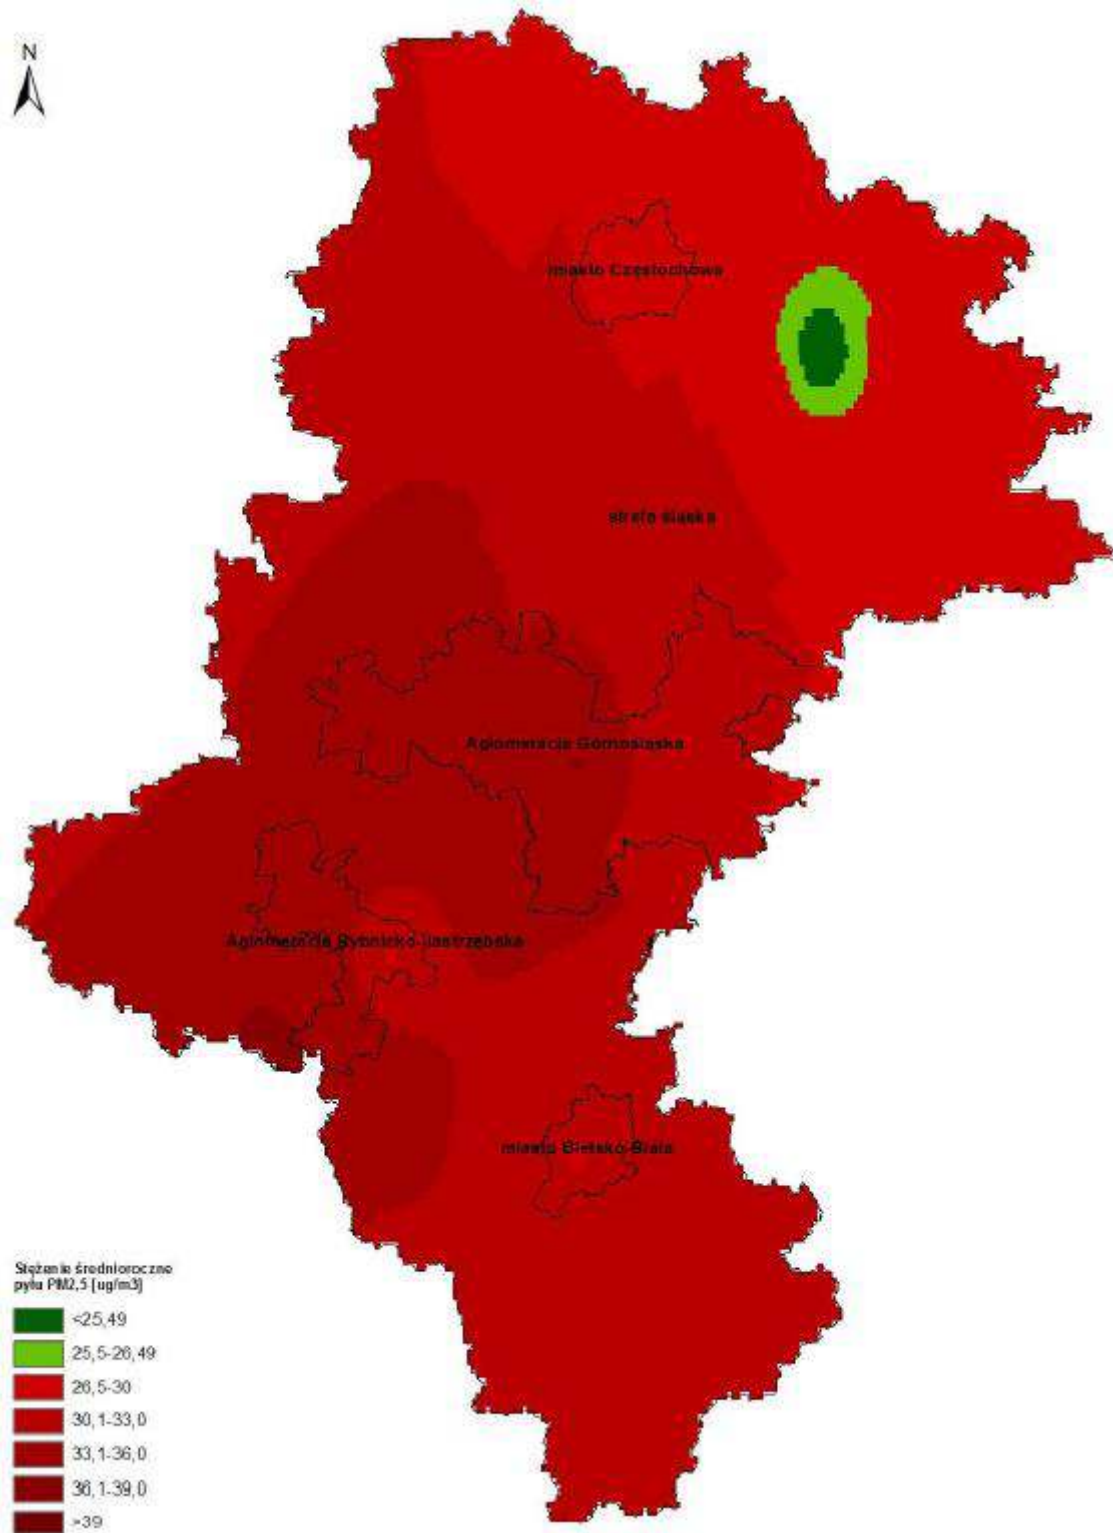 N
miasto Częstochowa
strefa śląska
Aglomeracja Górnośląska
Aglomeracja Rybnicko-Jastrzębska
miasto Bielsko-Biała
Stężenie średnioroczne
pyłu PM2,5 [ug/m3]
<25,49
25,5-26,49
26,5-30
30,1-33,0
33,1-36,0
36,1-39,0
>39